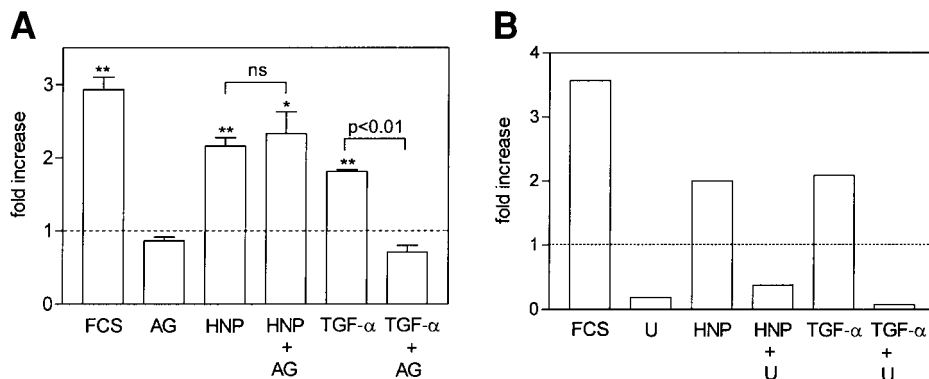 A
fold increase
3
2
1
0
**
**
ns
*
**
p<0.01
FCS AG HNP HNP + AG TGF-α TGF-α + AG
B
fold increase
4
3
2
1
0
FCS U HNP HNP + U TGF-α TGF-α + U